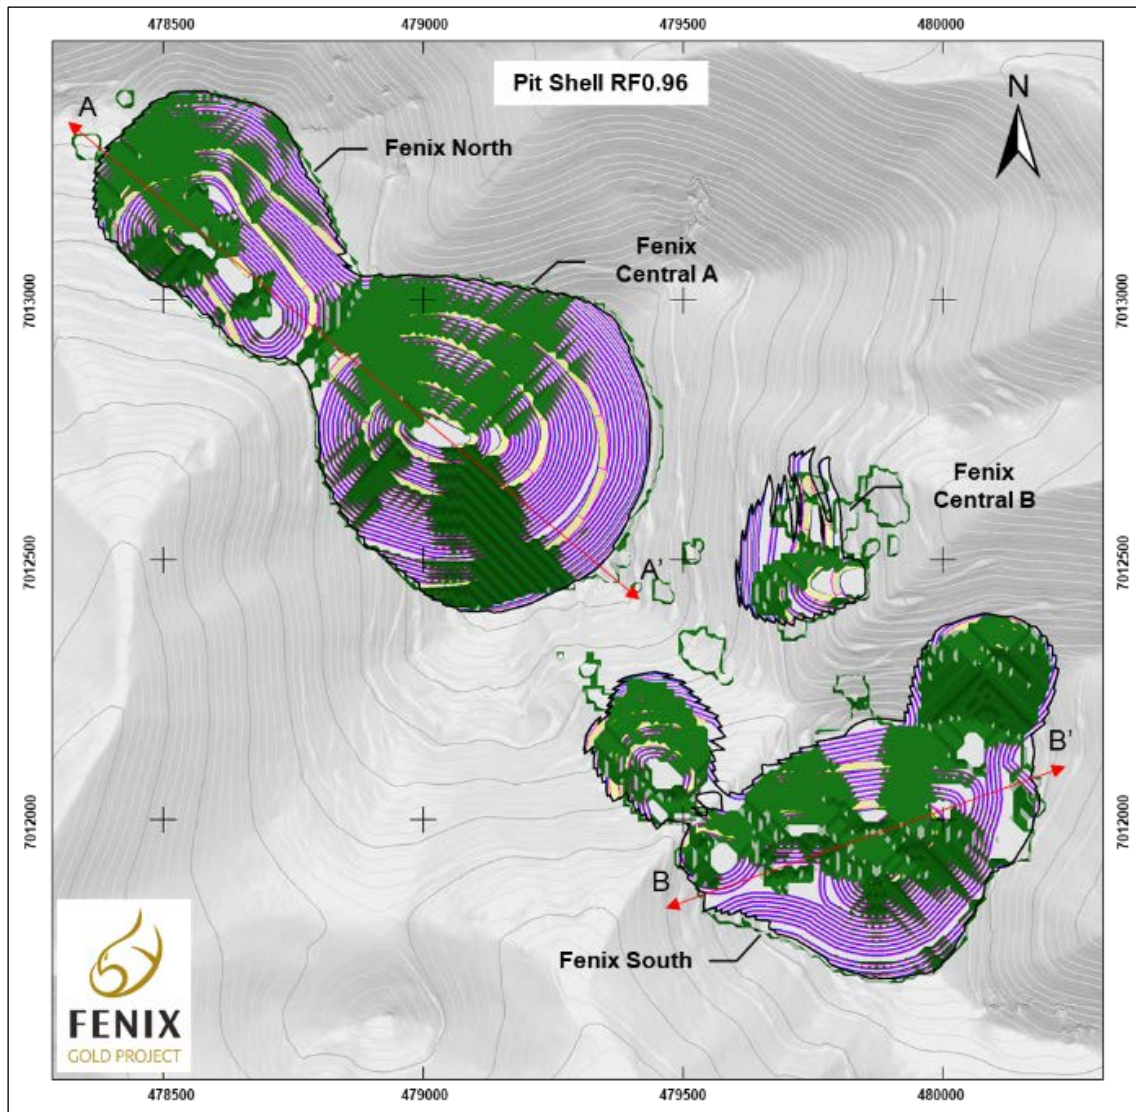 478500 479000 479500 480000
Pit Shell RF0.96
N
A
Fenix North
Fenix
Central A
7013000
7013000
Fenix
Central B
7012500
7012500
A'
B'
7012000
7012000
B
Fenix South
FENIX
GOLD PROJECT
478500 479000 479500 480000